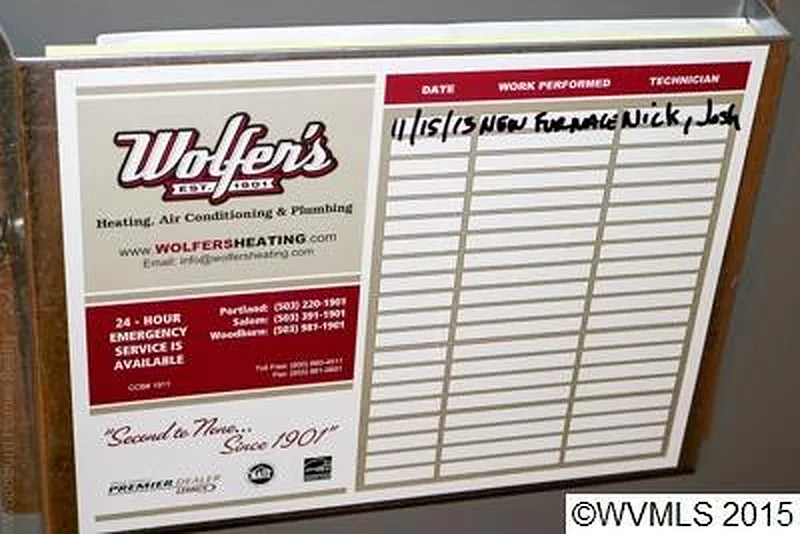 Wolfer's
EST. 1901
Heating, Air Conditioning & Plumbing
www.WOLFERSHEATING.com
Email: info@wolfersheating.com
24 - HOUR
EMERGENCY
SERVICE IS
AVAILABLE
Portland: (503) 220-1901
Salem: (503) 391-1901
Woodburn: (503) 981-1901
"Second to None...
Since 1901"
PREMIER DEALER
LENNOX
DATE WORK PERFORMED TECHNICIAN
11/15/13 NEW FURNACE Nick, Josh
©WVMLS 2015